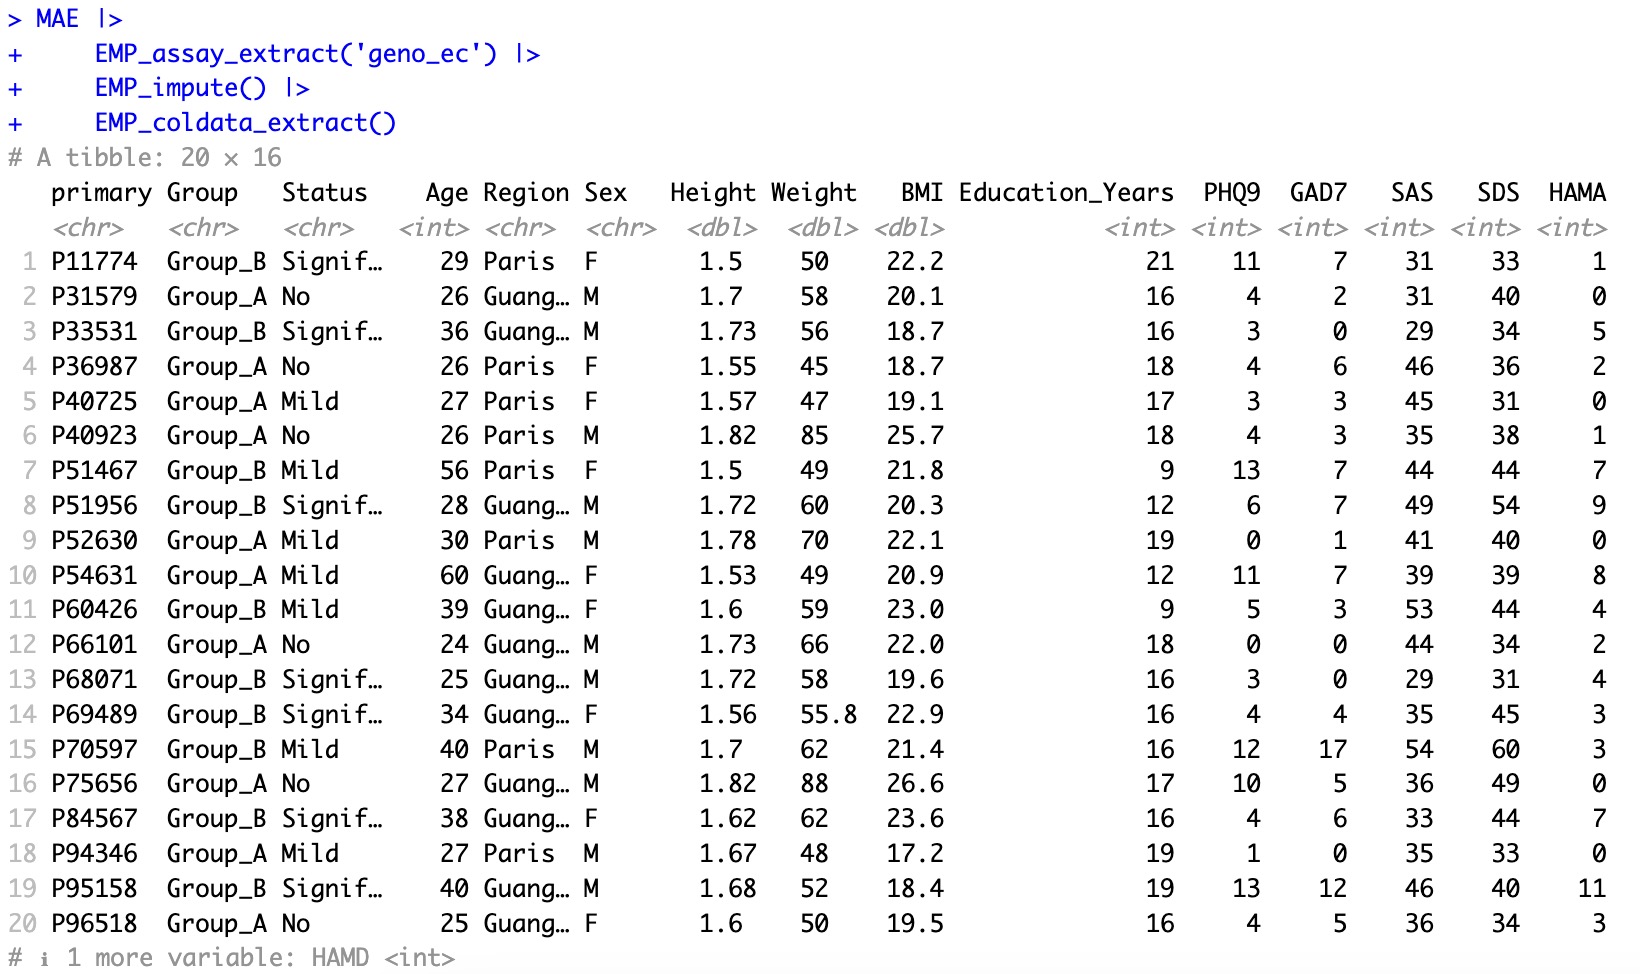 > MAE |>
+     EMP_assay_extract('geno_ec') |>
+     EMP_impute() |>
+     EMP_coldata_extract()
# A tibble: 20 × 16
   primary Group   Status    Age Region Sex   Height Weight   BMI Education_Years  PHQ9  GAD7   SAS   SDS  HAMA
   <chr>   <chr>   <chr>   <int> <chr>  <chr>  <dbl>  <dbl> <dbl>           <int> <int> <int> <int> <int> <int>
 1 P11774  Group_B Signif…    29 Paris  F       1.5    50    22.2              21    11     7    31    33     1
 2 P31579  Group_A No         26 Guang… M       1.7    58    20.1              16     4     2    31    40     0
 3 P33531  Group_B Signif…    36 Guang… M       1.73   56    18.7              16     3     0    29    34     5
 4 P36987  Group_A No         26 Paris  F       1.55   45    18.7              18     4     6    46    36     2
 5 P40725  Group_A Mild       27 Paris  F       1.57   47    19.1              17     3     3    45    31     0
 6 P40923  Group_A No         26 Paris  M       1.82   85    25.7              18     4     3    35    38     1
 7 P51467  Group_B Mild       56 Paris  F       1.5    49    21.8               9    13     7    44    44     7
 8 P51956  Group_B Signif…    28 Guang… M       1.72   60    20.3              12     6     7    49    54     9
 9 P52630  Group_A Mild       30 Paris  M       1.78   70    22.1              19     0     1    41    40     0
10 P54631  Group_A Mild       60 Guang… F       1.53   49    20.9              12    11     7    39    39     8
11 P60426  Group_B Mild       39 Guang… F       1.6    59    23.0               9     5     3    53    44     4
12 P66101  Group_A No         24 Guang… M       1.73   66    22.0              18     0     0    44    34     2
13 P68071  Group_B Signif…    25 Guang… M       1.72   58    19.6              16     3     0    29    31     4
14 P69489  Group_B Signif…    34 Guang… F       1.56   55.8  22.9              16     4     4    35    45     3
15 P70597  Group_B Mild       40 Paris  M       1.7    62    21.4              16    12    17    54    60     3
16 P75656  Group_A No         27 Guang… M       1.82   88    26.6              17    10     5    36    49     0
17 P84567  Group_B Signif…    38 Guang… F       1.62   62    23.6              16     4     6    33    44     7
18 P94346  Group_A Mild       27 Paris  M       1.67   48    17.2              19     1     0    35    33     0
19 P95158  Group_B Signif…    40 Guang… M       1.68   52    18.4              19    13    12    46    40    11
20 P96518  Group_A No         25 Guang… F       1.6    50    19.5              16     4     5    36    34     3
# ℹ 1 more variable: HAMD <int>